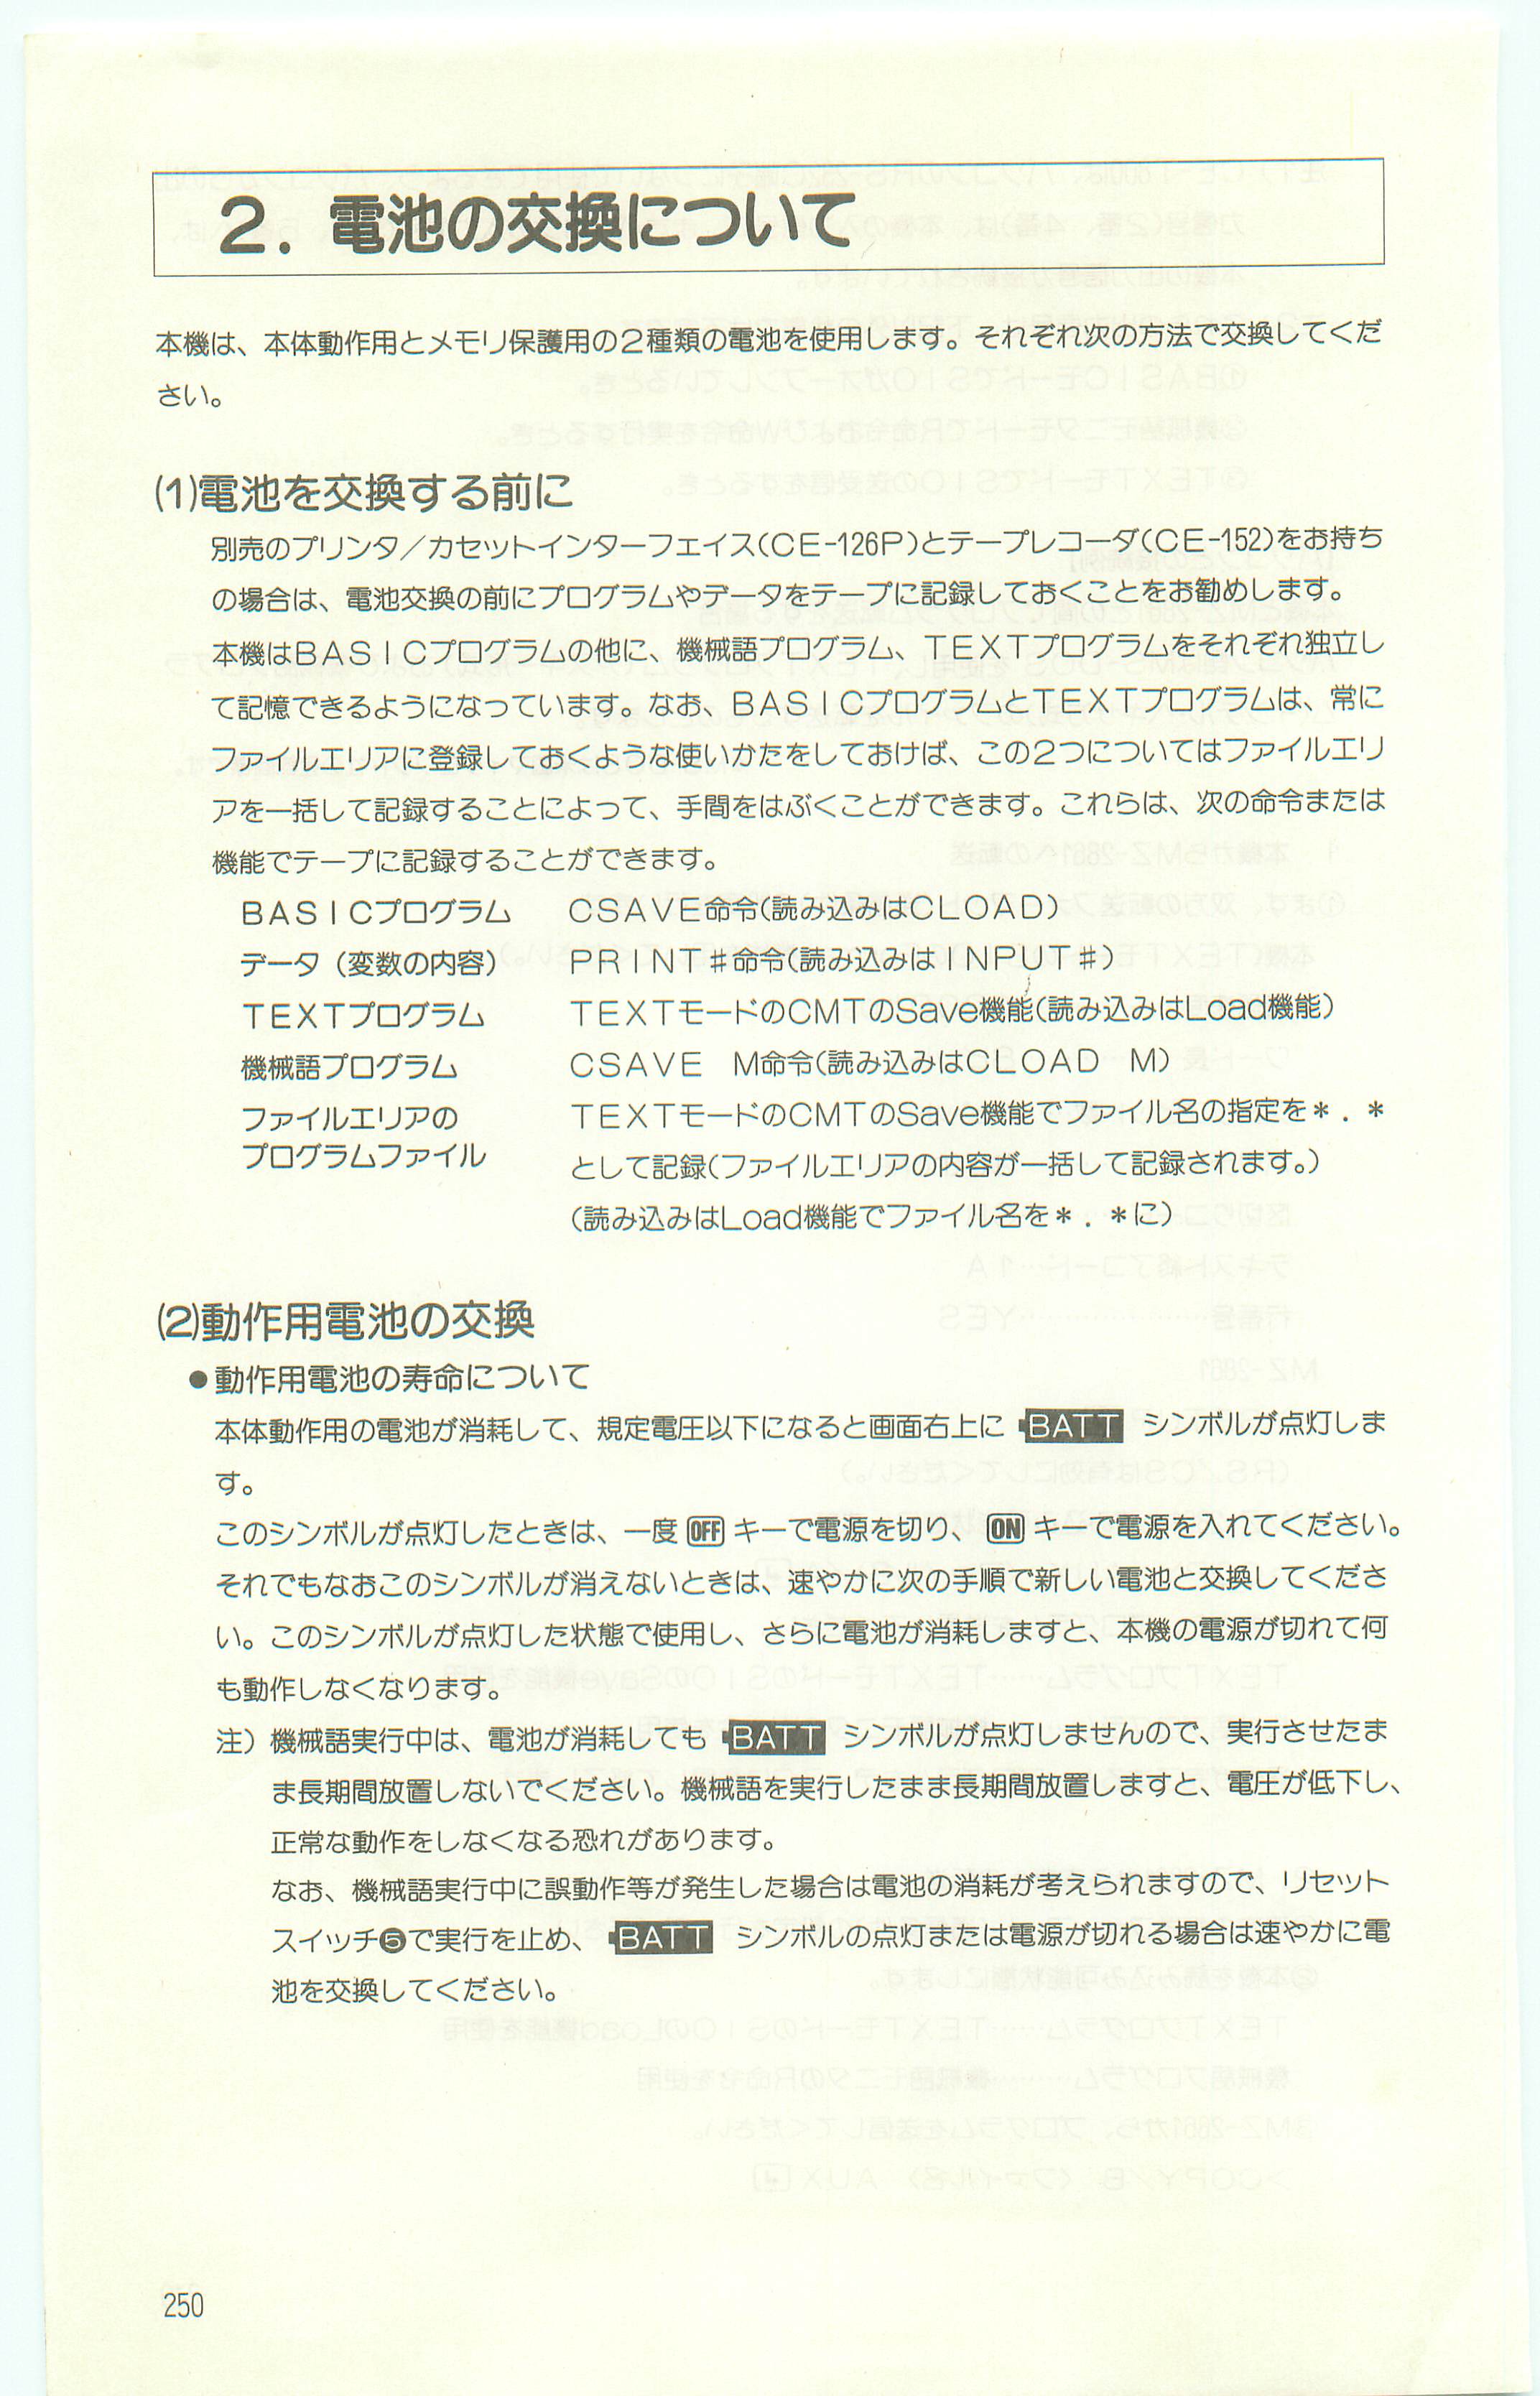 2．電池の交換について
本機は、本体動作用とメモリ保護用の2種類の電池を使用します。それぞれ次の方法で交換してくだ
さい。
(1)電池を交換する前に
別売のプリンタ／カセットインターフェイス(CE-126P)とテープレコーダ(CE-152)をお持ち
の場合は、電池交換の前にプログラムやデータをテープに記録しておくことをお勧めします。
本機はBASICプログラムの他に、機械語プログラム、TEXTプログラムをそれぞれ独立し
て記憶できるようになっています。なお、BASICプログラムとTEXTプログラムは、常に
ファイルエリアに登録しておくような使いかたをしておけば、この2つについてはファイルエリ
アを一括して記録することによって、手間をはぶくことができます。これらは、次の命令または
機能でテープに記録することができます。
BASICプログラム　CSAVE命令(読み込みはCLOAD)
データ（変数の内容）　PRINT#命令(読み込みはINPUT#)
TEXTプログラム　TEXTモードのCMTのSave機能(読み込みはLoad機能)
機械語プログラム　CSAVE　M命令(読み込みはCLOAD　M)
ファイルエリアの　TEXTモードのCMTのSave機能でファイル名の指定を＊．＊
プログラムファイル　として記録(ファイルエリアの内容が一括して記録されます。)
(読み込みはLoad機能でファイル名を＊．＊に)
(2)動作用電池の交換
●動作用電池の寿命について
本体動作用の電池が消耗して、規定電圧以下になると画面右上に BATT シンボルが点灯しま
す。
このシンボルが点灯したときは、一度 OFF キーで電源を切り、 ON キーで電源を入れてください。
それでもなおこのシンボルが消えないときは、速やかに次の手順で新しい電池と交換してくださ
い。このシンボルが点灯した状態で使用し、さらに電池が消耗しますと、本機の電源が切れて何
も動作しなくなります。
注）機械語実行中は、電池が消耗しても BATT シンボルが点灯しませんので、実行させたま
ま長期間放置しないでください。機械語を実行したまま長期間放置しますと、電圧が低下し、
正常な動作をしなくなる恐れがあります。
なお、機械語実行中に誤動作等が発生した場合は電池の消耗が考えられますので、リセット
スイッチ❺で実行を止め、 BATT シンボルの点灯または電源が切れる場合は速やかに電
池を交換してください。
250